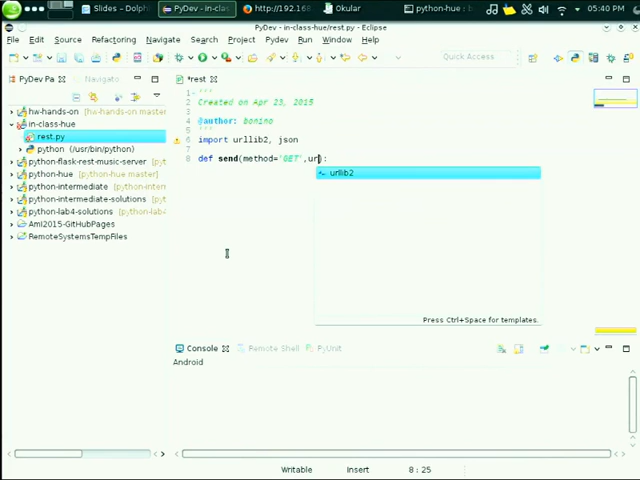 Slides - Dolph
PyDev - in-clas
http://192.168
Okular
python-hue : b
05:40 PM
PyDev - in-class-hue/rest.py - Eclipse
File Edit Source Refactoring Navigate Search Project Pydev Run Window Help
Quick Access
PyDev Pa
Navigato
*rest
hw-hands-on [hw-hands-on master
in-class-hue
rest.py
python (/usr/bin/python)
python-flask-rest-music-server
python-hue [python-hue master]
python-intermediate
python-intermediate-solutions
python-lab4-solutions
AmI2015-GitHubPages
RemoteSystemsTempFiles
1 '''
2 Created on Apr 23, 2015
3
4 @author: bonino
5 '''
6 import urllib2, json
7
8 def send(method='GET',ur):
urllib2
Press Ctrl+Space for templates.
Console
Remote Shell
PyUnit
Android
Writable
Insert
8 : 25